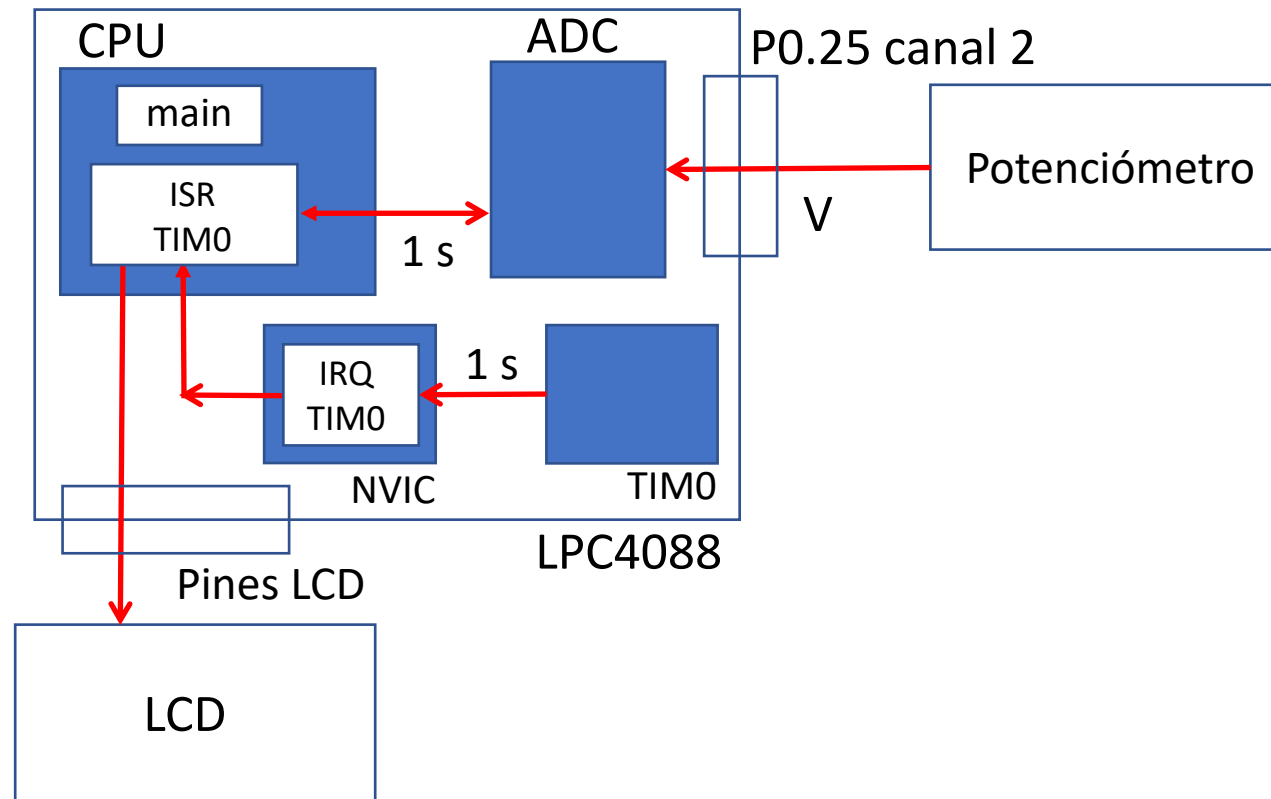 CPU
ADC
P0.25 canal 2
main
Potenciómetro
ISR
TIM0
V
1 s
1 s
IRQ
TIM0
NVIC
TIM0
LPC4088
Pines LCD
LCD